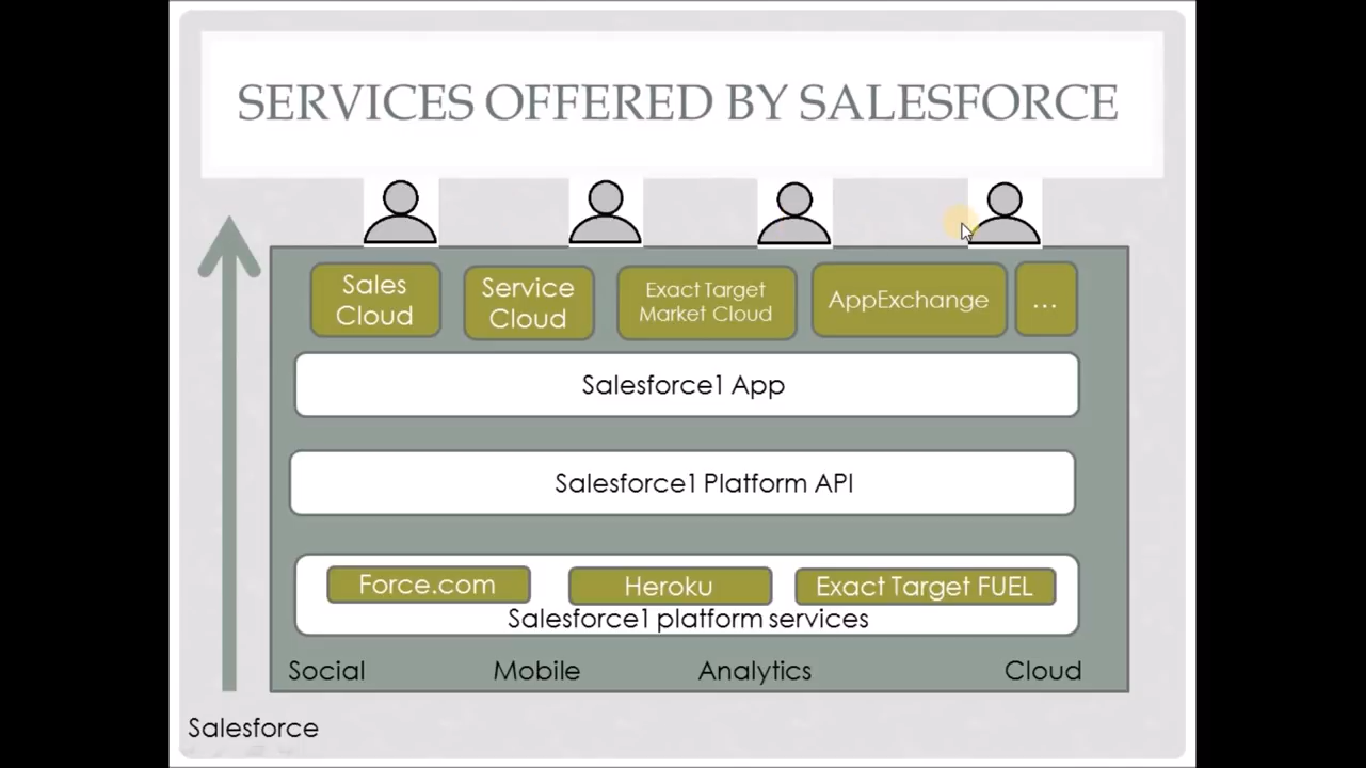 SERVICES OFFERED BY SALESFORCE
Sales
Cloud
Service
Cloud
Exact Target
Market Cloud
AppExchange
...
Salesforce1 App
Salesforce1 Platform API
Force.com
Heroku
Exact Target FUEL
Salesforce1 platform services
Social
Mobile
Analytics
Cloud
Salesforce